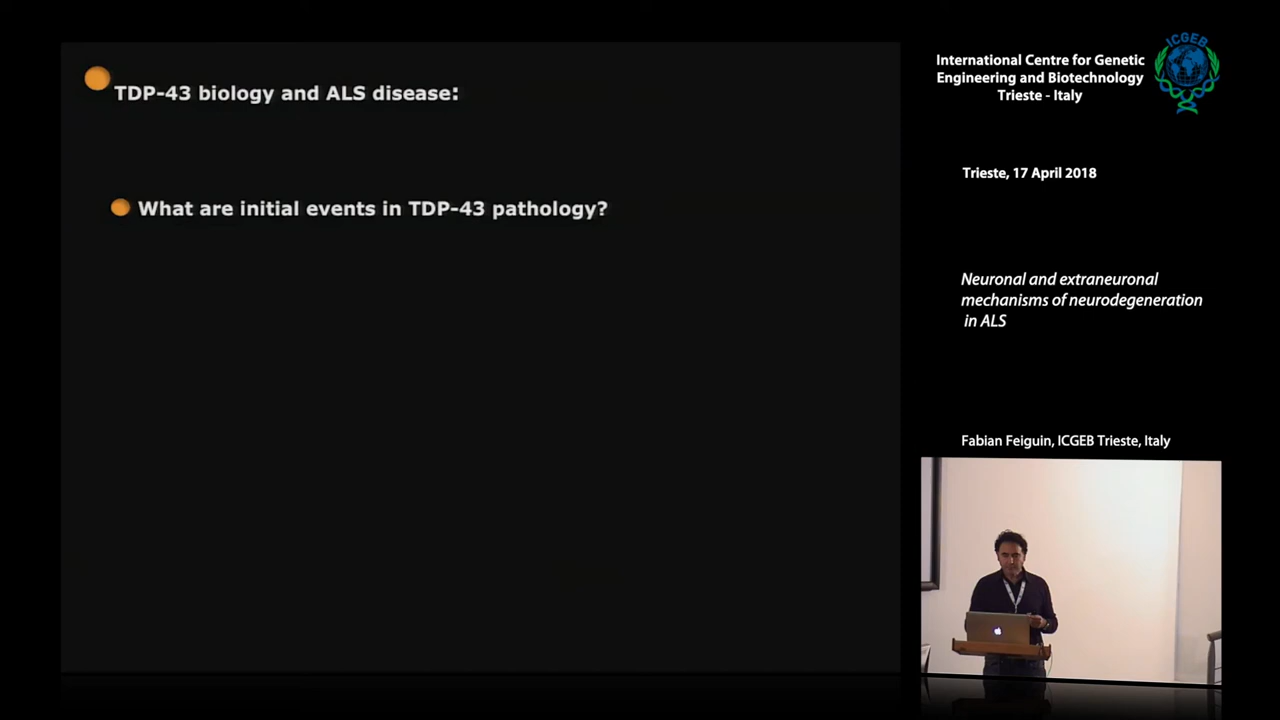 TDP-43 biology and ALS disease:
What are initial events in TDP-43 pathology?
International Centre for Genetic
Engineering and Biotechnology
Trieste - Italy
ICGEB
Trieste, 17 April 2018
Neuronal and extraneuronal
mechanisms of neurodegeneration
in ALS
Fabian Feiguin, ICGEB Trieste, Italy